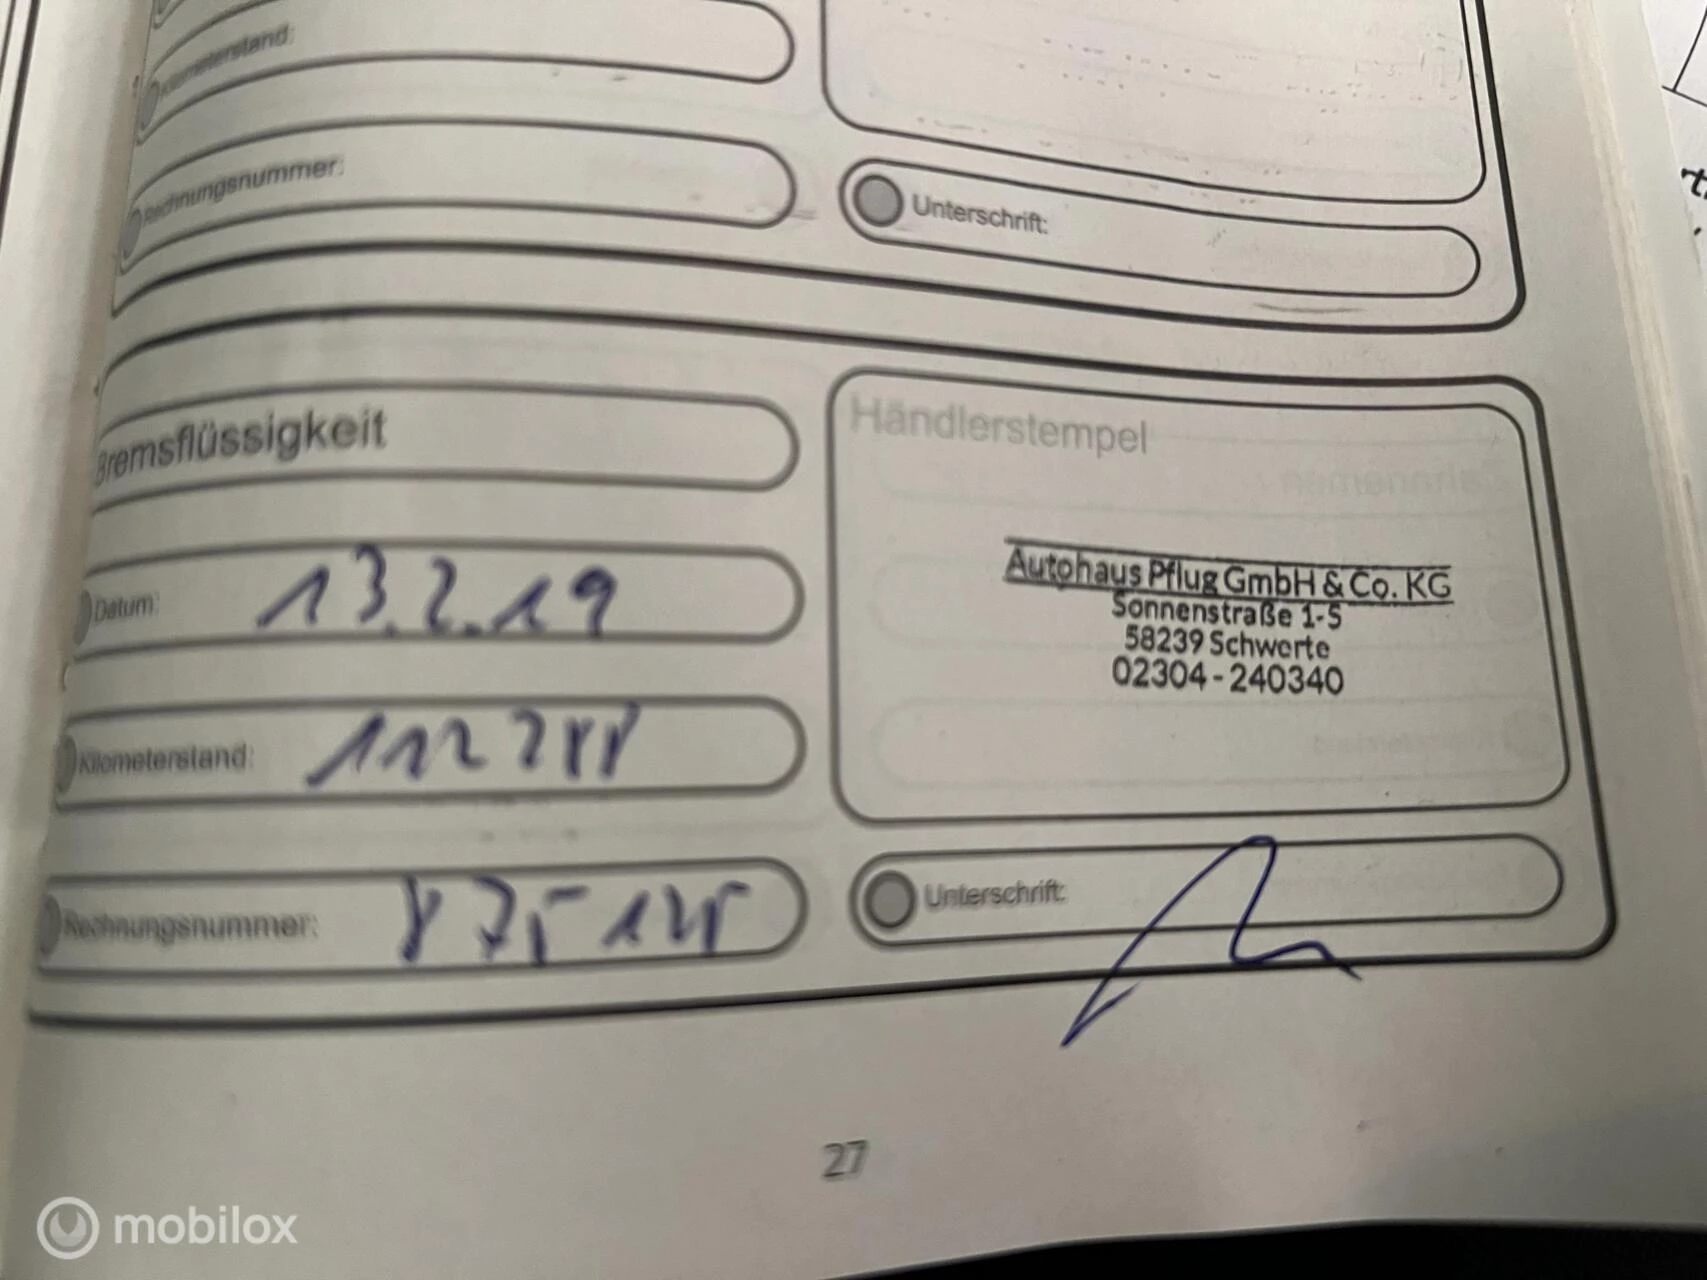 Kilometerstand:
Rechnungsnummer:
Unterschrift:
Bremsflüssigkeit
Händlerstempel
Datum: 13.2.19
Autohaus Pflug GmbH & Co. KG
Sonnenstraße 1-5
58239 Schwerte
02304 - 240340
Kilometerstand: 112288
Rechnungsnummer:
Unterschrift:
27
mobilox